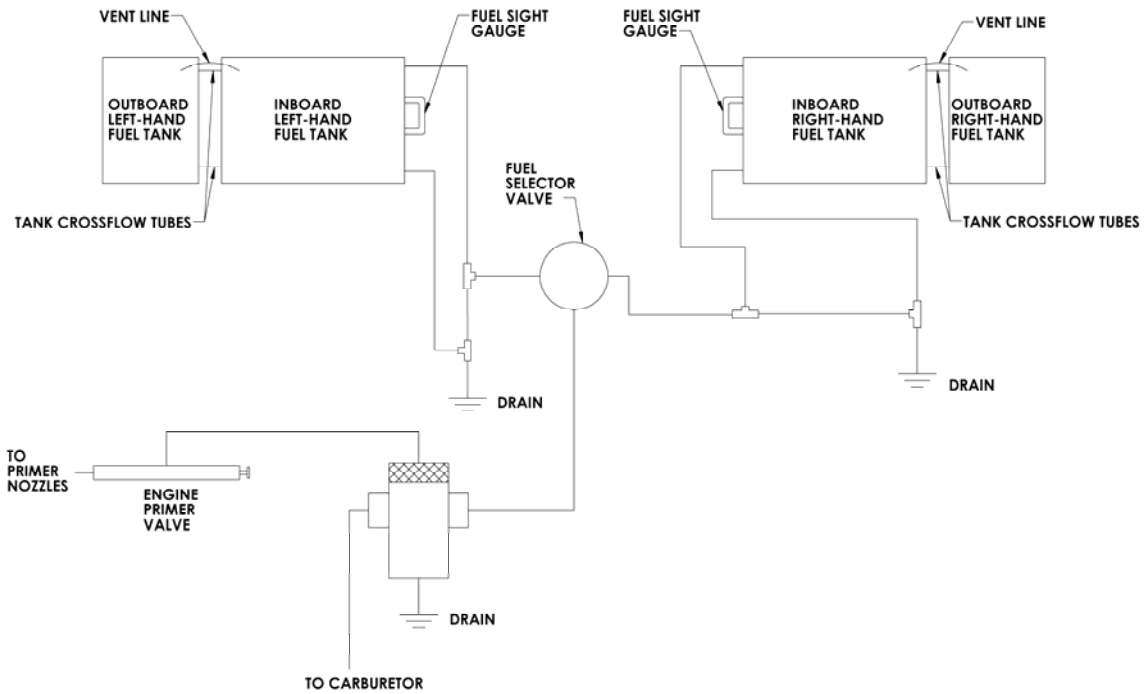 VENT LINE
FUEL SIGHT
GAUGE
FUEL SIGHT
GAUGE
VENT LINE
OUTBOARD
LEFT-HAND
FUEL TANK
INBOARD
LEFT-HAND
FUEL TANK
INBOARD
RIGHT-HAND
FUEL TANK
OUTBOARD
RIGHT-HAND
FUEL TANK
FUEL
SELECTOR
VALVE
TANK CROSSFLOW TUBES
TANK CROSSFLOW TUBES
DRAIN
DRAIN
TO
PRIMER
NOZZLES
ENGINE
PRIMER
VALVE
DRAIN
TO CARBURETOR